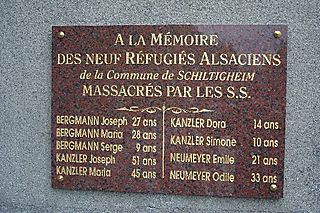 A LA MÉMOIRE
DES NEUF RÉFUGIÉS ALSACIENS
de la Commune de SCHILTIGHEIM
MASSACRÉS PAR LES S.S.
BERGMANN Joseph 27 ans
BERGMANN Maria 28 ans
BERGMANN Serge 9 ans
KANZLER Joseph 51 ans
KANZLER Maria 45 ans
KANZLER Dora 14 ans
KANZLER Simone 10 ans
NEUMEYER Emile 21 ans
NEUMEYER Odile 33 ans